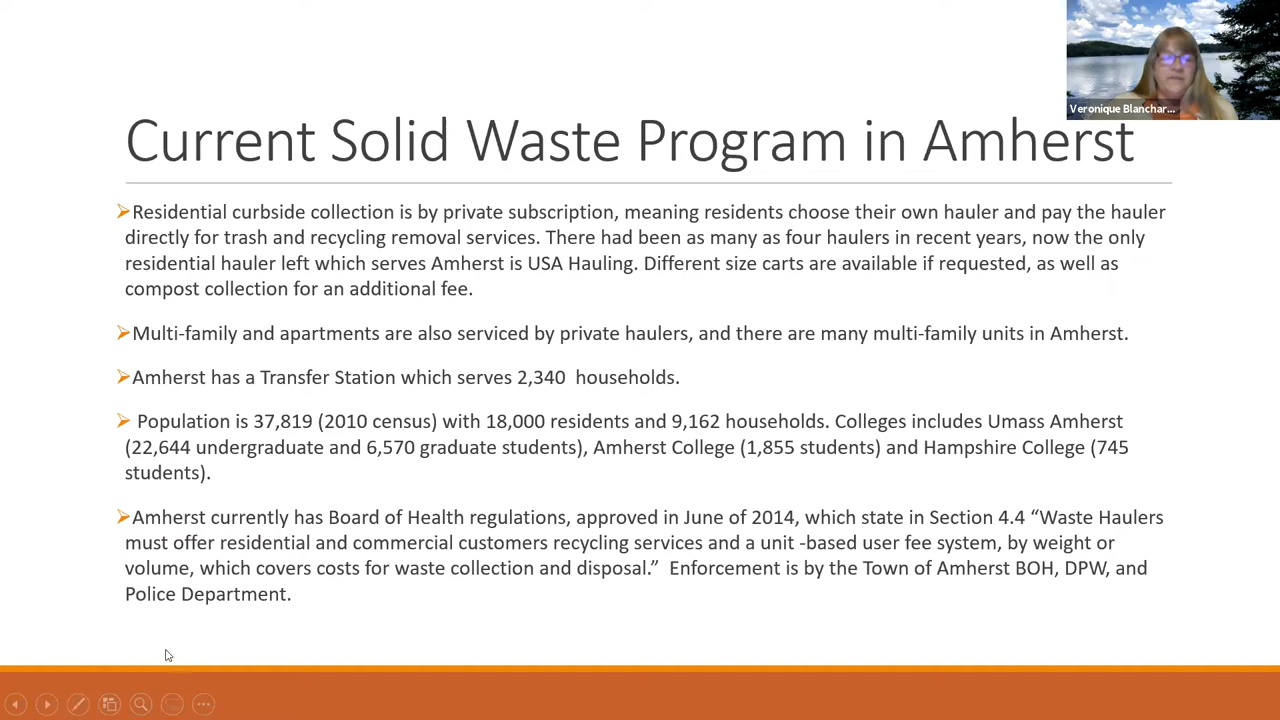 Veronique Blanchar...
Current Solid Waste Program in Amherst
Residential curbside collection is by private subscription, meaning residents choose their own hauler and pay the hauler
directly for trash and recycling removal services. There had been as many as four haulers in recent years, now the only
residential hauler left which serves Amherst is USA Hauling. Different size carts are available if requested, as well as
compost collection for an additional fee.
Multi-family and apartments are also serviced by private haulers, and there are many multi-family units in Amherst.
Amherst has a Transfer Station which serves 2,340  households.
Population is 37,819 (2010 census) with 18,000 residents and 9,162 households. Colleges includes Umass Amherst
(22,644 undergraduate and 6,570 graduate students), Amherst College (1,855 students) and Hampshire College (745
students).
Amherst currently has Board of Health regulations, approved in June of 2014, which state in Section 4.4 “Waste Haulers
must offer residential and commercial customers recycling services and a unit -based user fee system, by weight or
volume, which covers costs for waste collection and disposal.”  Enforcement is by the Town of Amherst BOH, DPW, and
Police Department.